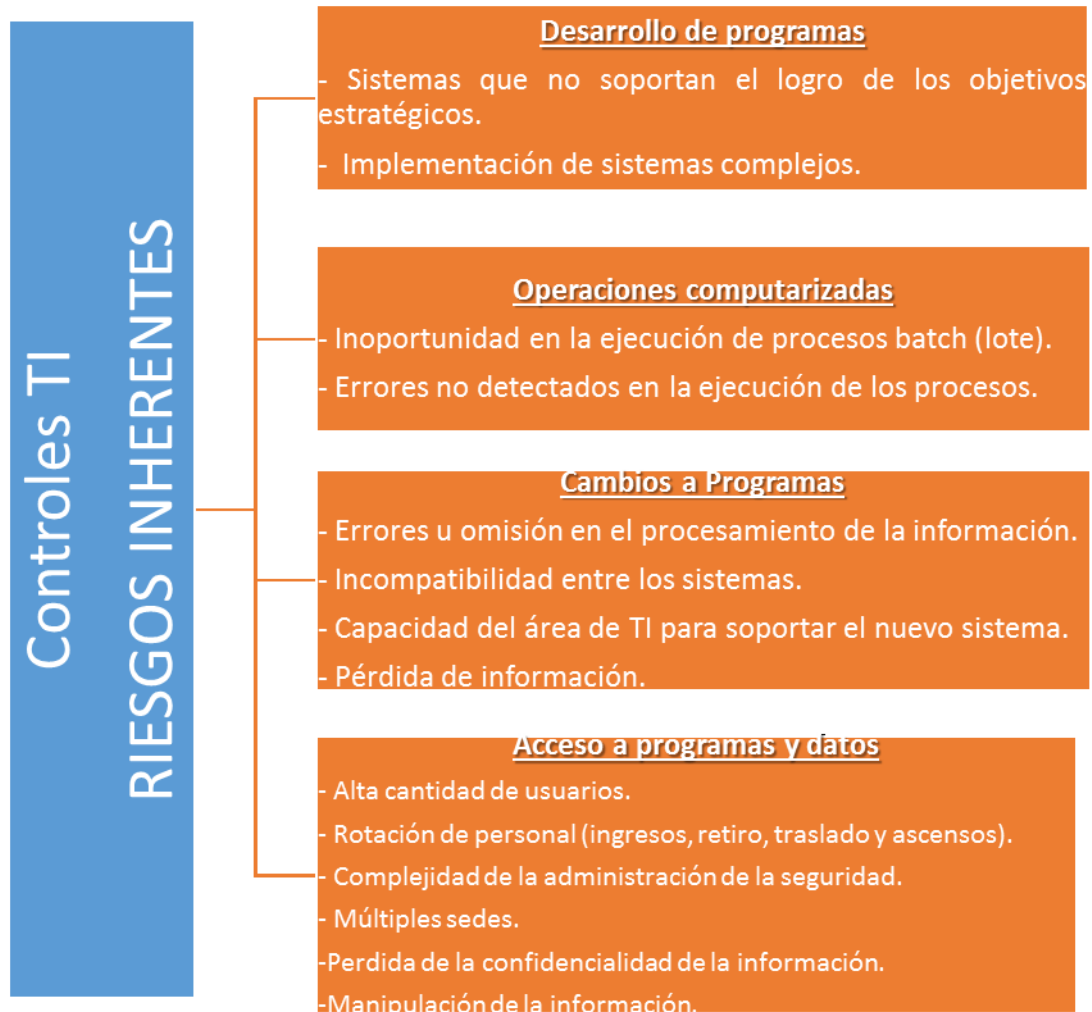 Controles TI
RIESGOS INHERENTES
Desarrollo de programas
- Sistemas que no soportan el logro de los objetivos
estratégicos.
- Implementación de sistemas complejos.
Operaciones computarizadas
- Inoportunidad en la ejecución de procesos batch (lote).
- Errores no detectados en la ejecución de los procesos.
Cambios a Programas
- Errores u omisión en el procesamiento de la información.
- Incompatibilidad entre los sistemas.
- Capacidad del área de TI para soportar el nuevo sistema.
- Pérdida de información.
Acceso a programas y datos
- Alta cantidad de usuarios.
- Rotación de personal (ingresos, retiro, traslado y ascensos).
- Complejidad de la administración de la seguridad.
- Múltiples sedes.
-Perdida de la confidencialidad de la información.
-Manipulación de la información.